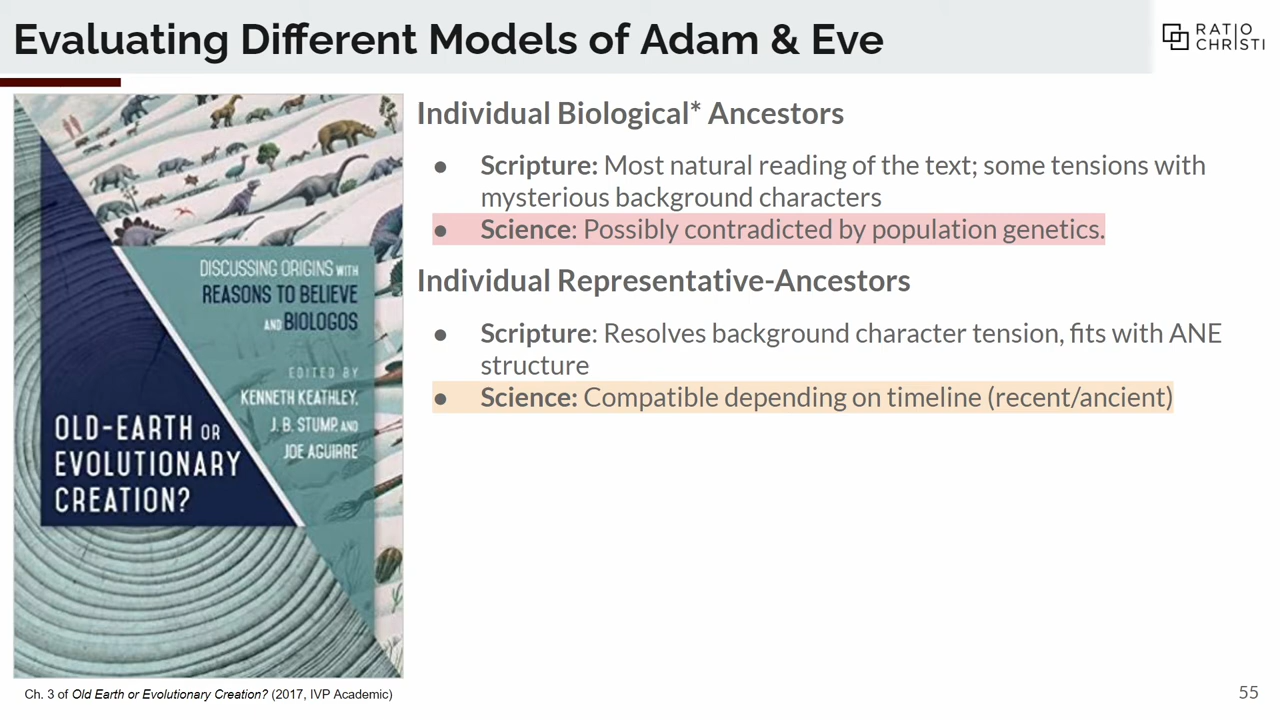 Evaluating Different Models of Adam & Eve
RATIO
CHRISTI
DISCUSSING ORIGINS WITH
REASONS TO BELIEVE
AND BIOLOGOS
EDITED BY
KENNETH KEATHLEY,
J. B. STUMP, AND
JOE AGUIRRE
OLD-EARTH OR
EVOLUTIONARY
CREATION?
Ch. 3 of Old Earth or Evolutionary Creation? (2017, IVP Academic)
Individual Biological* Ancestors
● Scripture: Most natural reading of the text; some tensions with
mysterious background characters
● Science: Possibly contradicted by population genetics.
Individual Representative-Ancestors
● Scripture: Resolves background character tension, fits with ANE
structure
● Science: Compatible depending on timeline (recent/ancient)
55